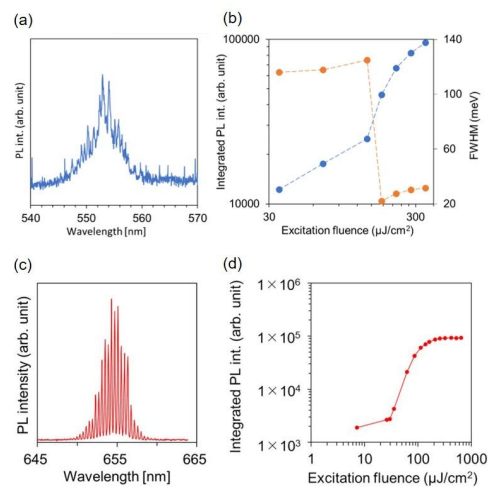 (a)
PL int. (arb. unit)
540 550 560 570
Wavelength [nm]
(b)
Integrated PL int. (arb. unit)
100000
10000
30 300
Excitation fluence (μJ/cm²)
140
100
60
20
FWHM (meV)
(c)
PL intensity (arb. unit)
645 655 665
Wavelength [nm]
(d)
Integrated PL int. (arb. unit)
1×10⁶
1×10⁵
1×10⁴
1×10³
1 10 100 1000
Excitation fluence (μJ/cm²)